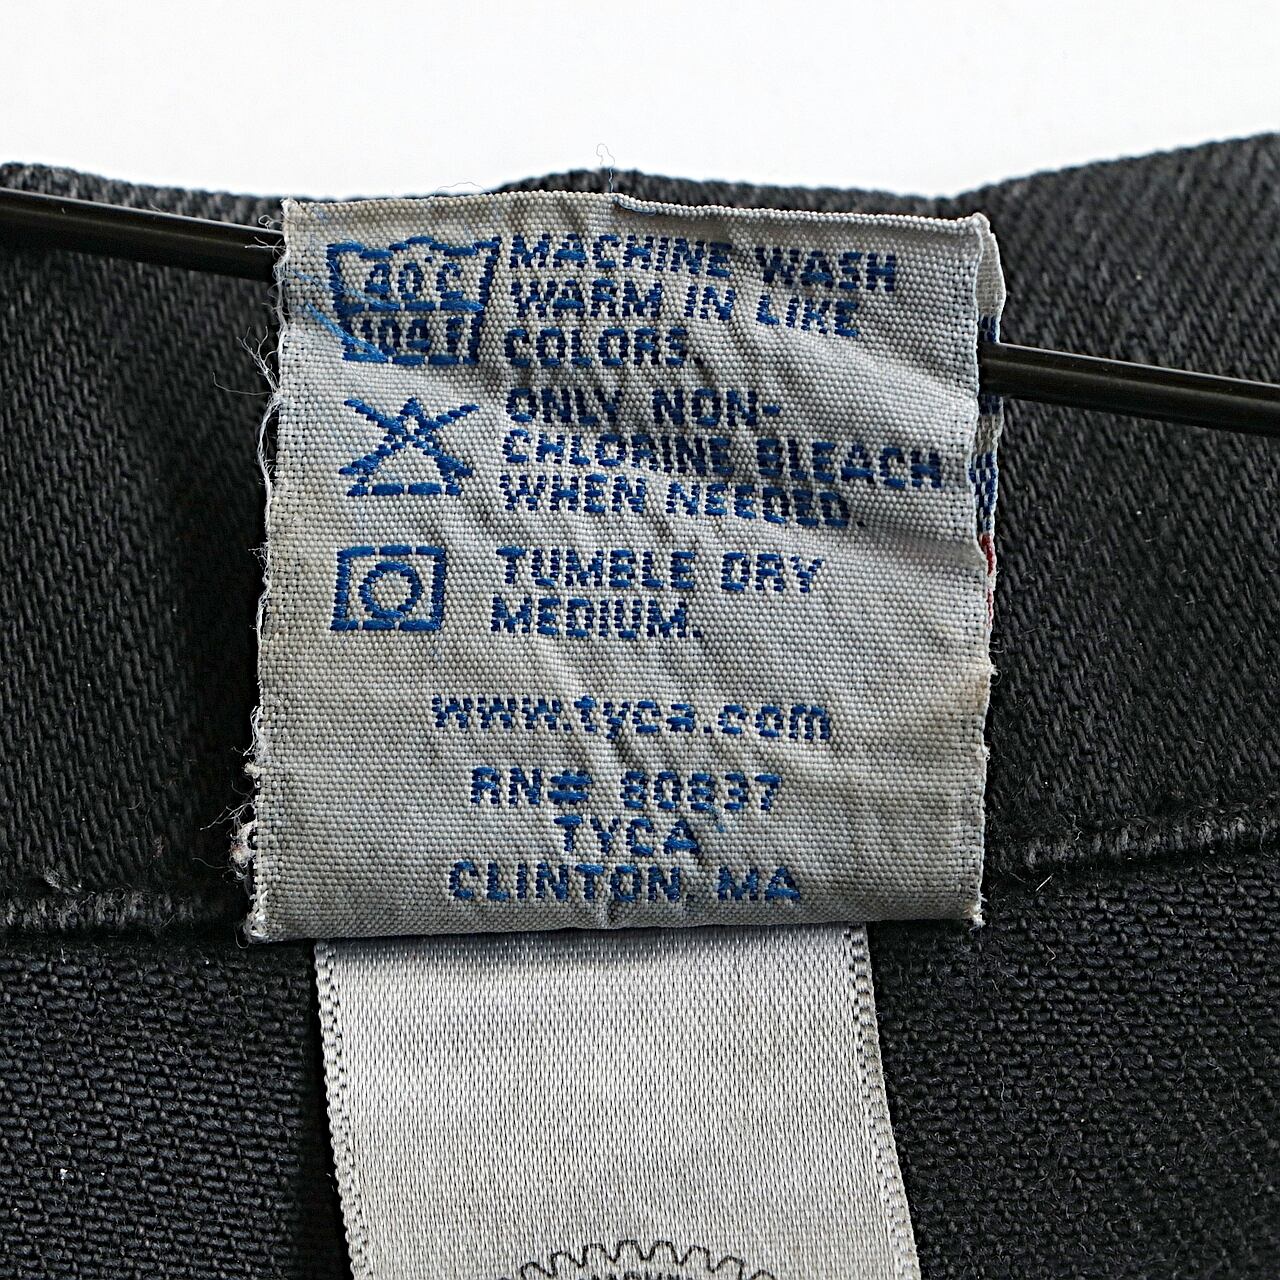 40°C
104 F
MACHINE WASH
WARM IN LIKE
COLORS.
ONLY NON-
CHLORINE BLEACH
WHEN NEEDED.
TUMBLE DRY
MEDIUM.
www.tyca.com
RN# 80837
TYCA
CLINTON, MA